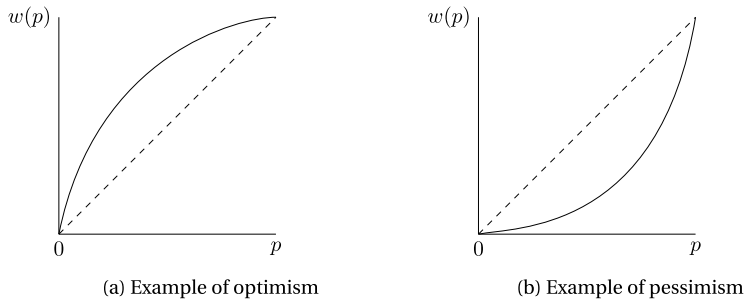 w(p)
0
p
(a) Example of optimism
w(p)
0
p
(b) Example of pessimism